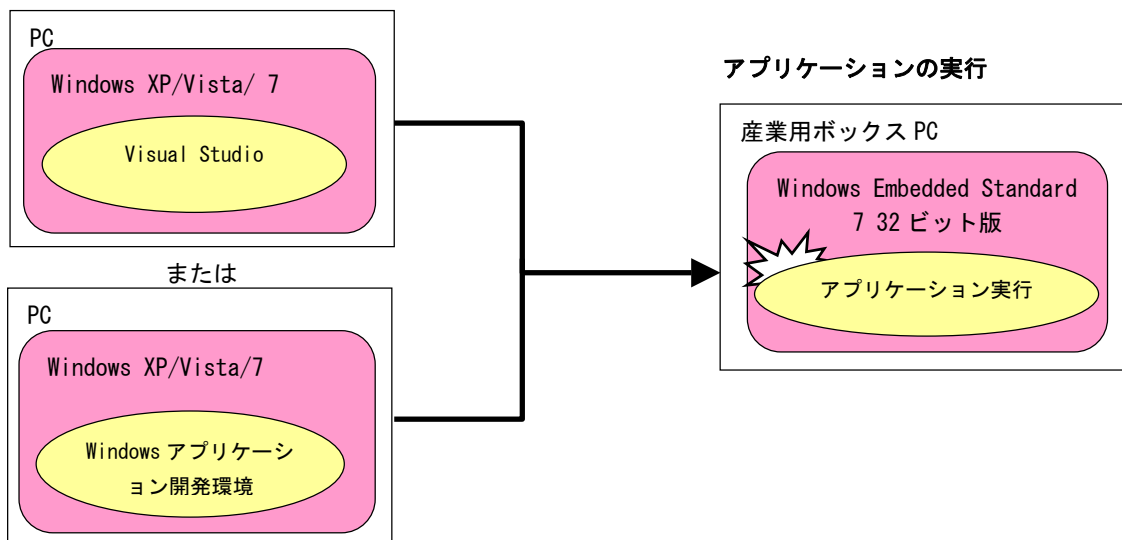 PC
Windows XP/Vista/ 7
Visual Studio
または
PC
Windows XP/Vista/7
Windows アプリケーシ
ョン開発環境
アプリケーションの実行
産業用ボックス PC
Windows Embedded Standard
7 32 ビット版
アプリケーション実行